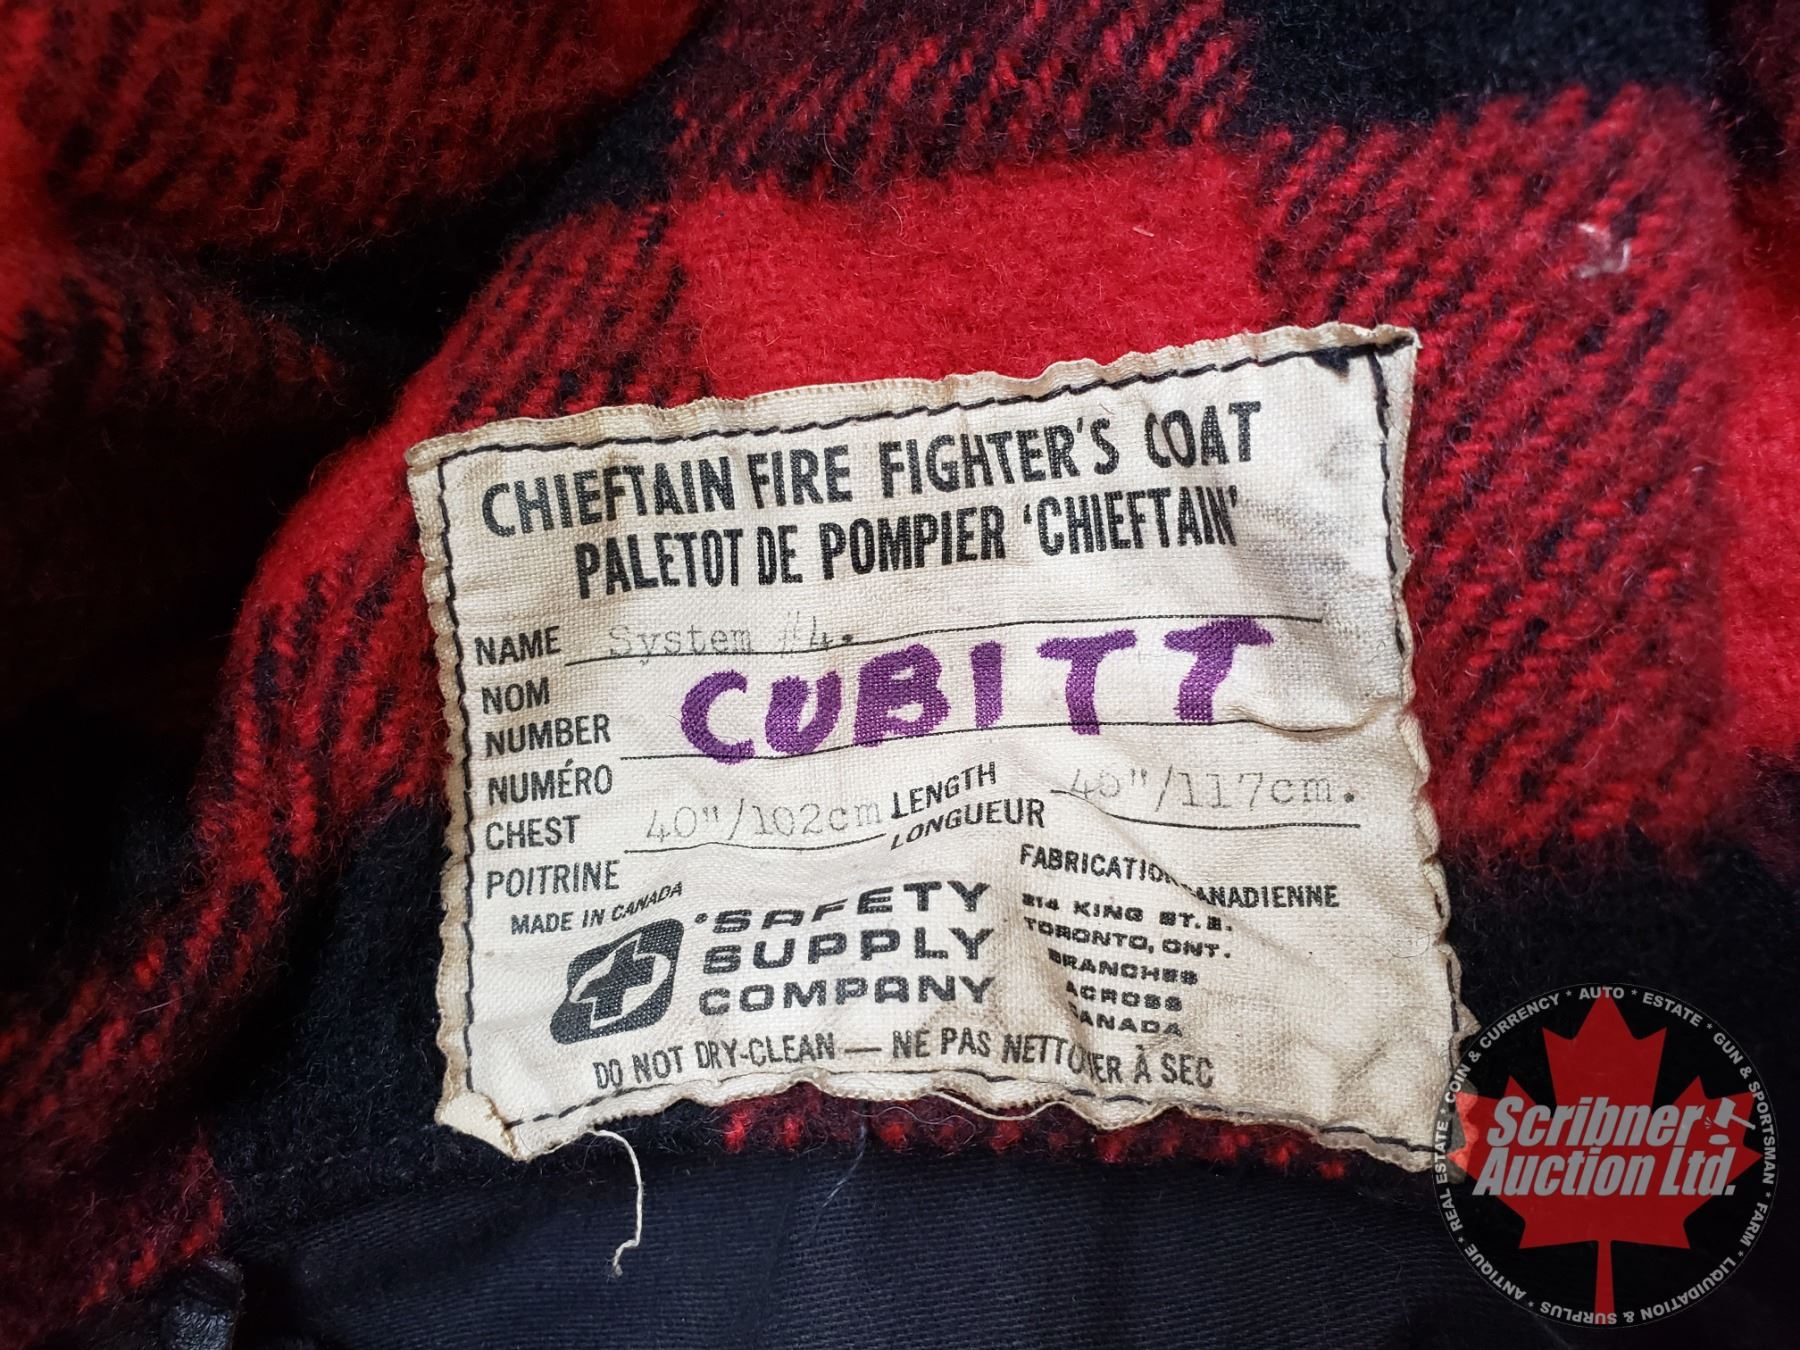 CHIEFTAIN FIRE FIGHTER'S COAT
PALETOT DE POMPIER 'CHIEFTAIN'
NAME System #4.
NOM
CUBITT
NUMBER
NUMÉRO
CHEST 40"/102cm LENGTH /117cm.
POITRINE LONGUEUR
MADE IN CANADA FABRICATION CANADIENNE
SAFETY
SUPPLY
COMPANY
214 KING ST. E.
TORONTO, ONT.
BRANCHES
ACROSS
CANADA
DO NOT DRY-CLEAN — NE PAS NETTOYER À SEC
Scribner
Auction Ltd.
ANTIQUE * REAL ESTATE * COIN & CURRENCY * AUTO * ESTATE * GUN & SPORTSMAN * FARM * LIQUIDATION & SURPLUS *